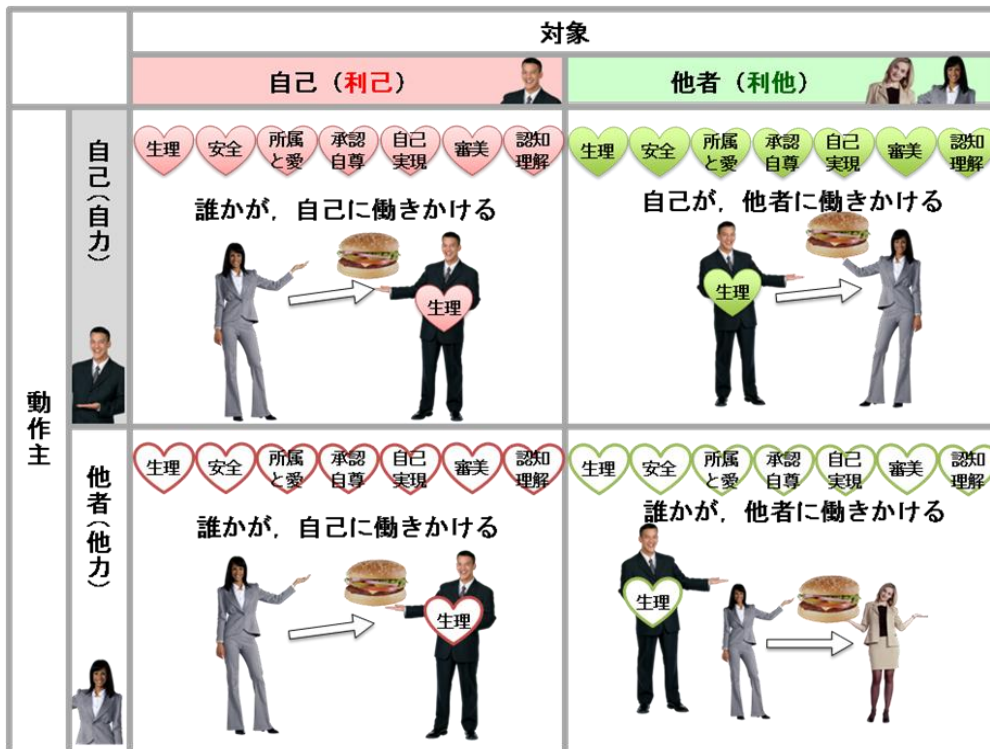 対象
自己（利己）
他者（利他）
動作主
自己（自力）
生理
安全
所属と愛
承認自尊
自己実現
審美
認知理解
誰かが，自己に働きかける
生理
生理
安全
所属と愛
承認自尊
自己実現
審美
認知理解
自己が，他者に働きかける
生理
他者（他力）
生理
安全
所属と愛
承認自尊
自己実現
審美
認知理解
誰かが，自己に働きかける
生理
生理
安全
所属と愛
承認自尊
自己実現
審美
認知理解
誰かが，他者に働きかける
生理